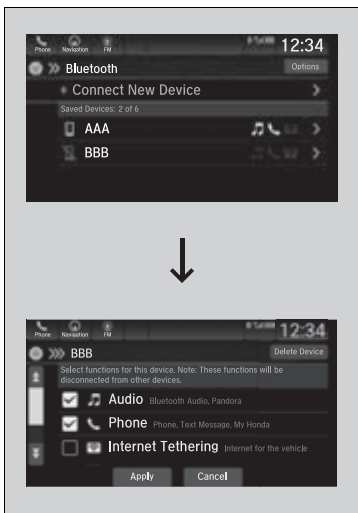 Phone Navigation FM
12:34
Bluetooth
Options
Connect New Device
Saved Devices: 2 of 6
AAA
BBB
Phone Navigation FM
12:34
BBB
Delete Device
Select functions for this device. Note: These functions will be
disconnected from other devices.
Audio Bluetooth Audio, Pandora
Phone Phone, Text Message, My Honda
Internet Tethering Internet for the vehicle
Apply Cancel